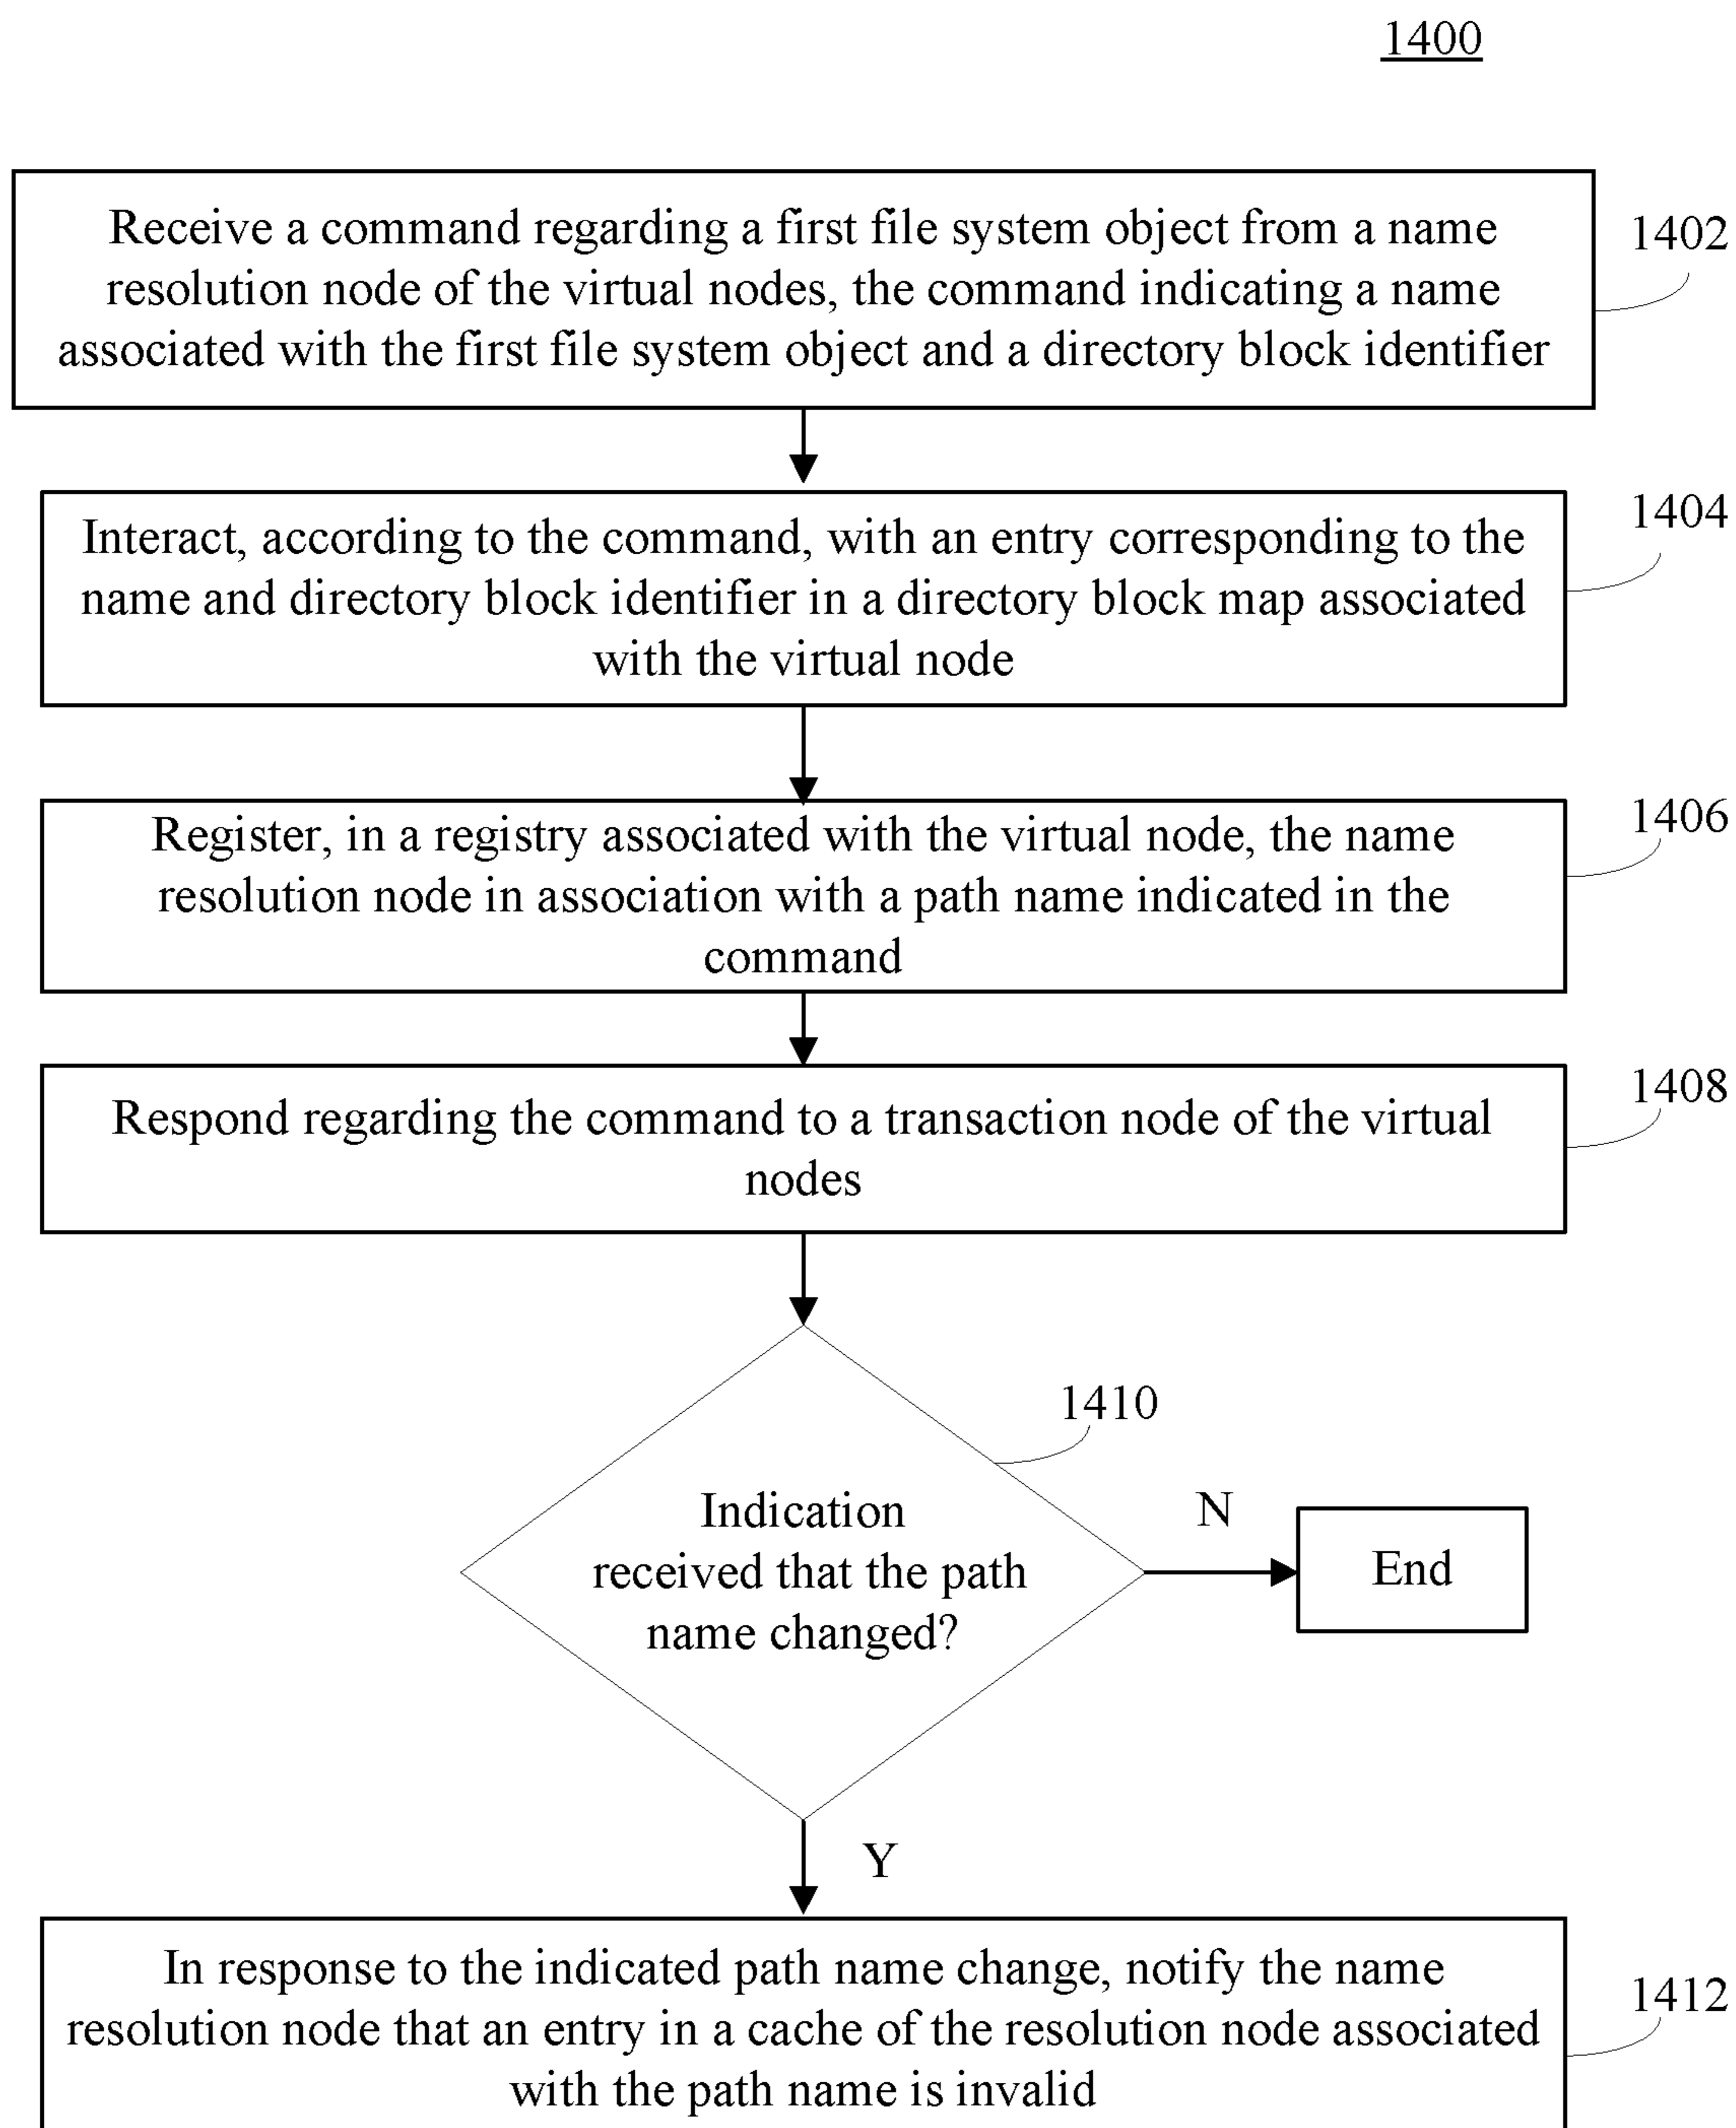 1400
Receive a command regarding a first file system object from a name
resolution node of the virtual nodes, the command indicating a name
associated with the first file system object and a directory block identifier
1402
Interact, according to the command, with an entry corresponding to the
name and directory block identifier in a directory block map associated
with the virtual node
1404
Register, in a registry associated with the virtual node, the name
resolution node in association with a path name indicated in the
command
1406
Respond regarding the command to a transaction node of the virtual
nodes
1408
Indication
received that the path
name changed?
1410
N
End
Y
In response to the indicated path name change, notify the name
resolution node that an entry in a cache of the resolution node associated
with the path name is invalid
1412